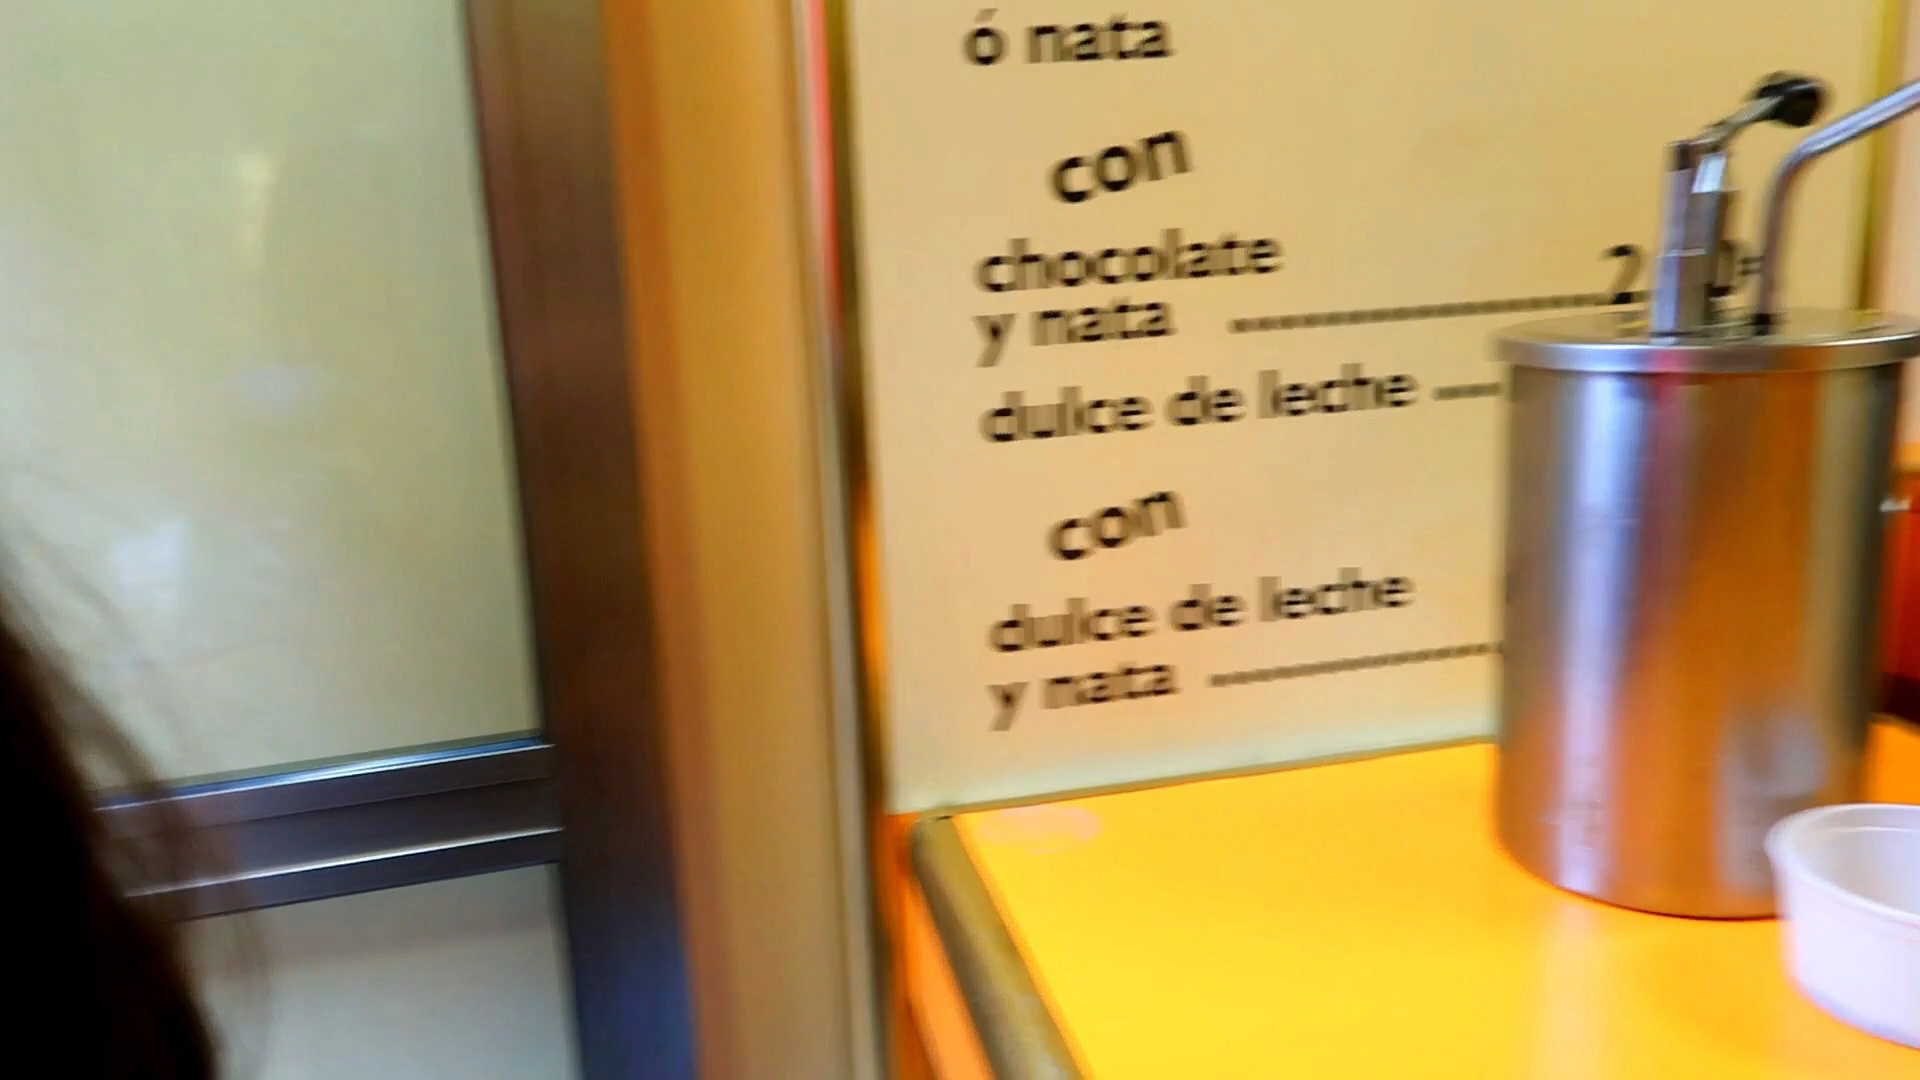 ó nata
con
chocolate
y nata
dulce de leche
con
dulce de leche
y nata